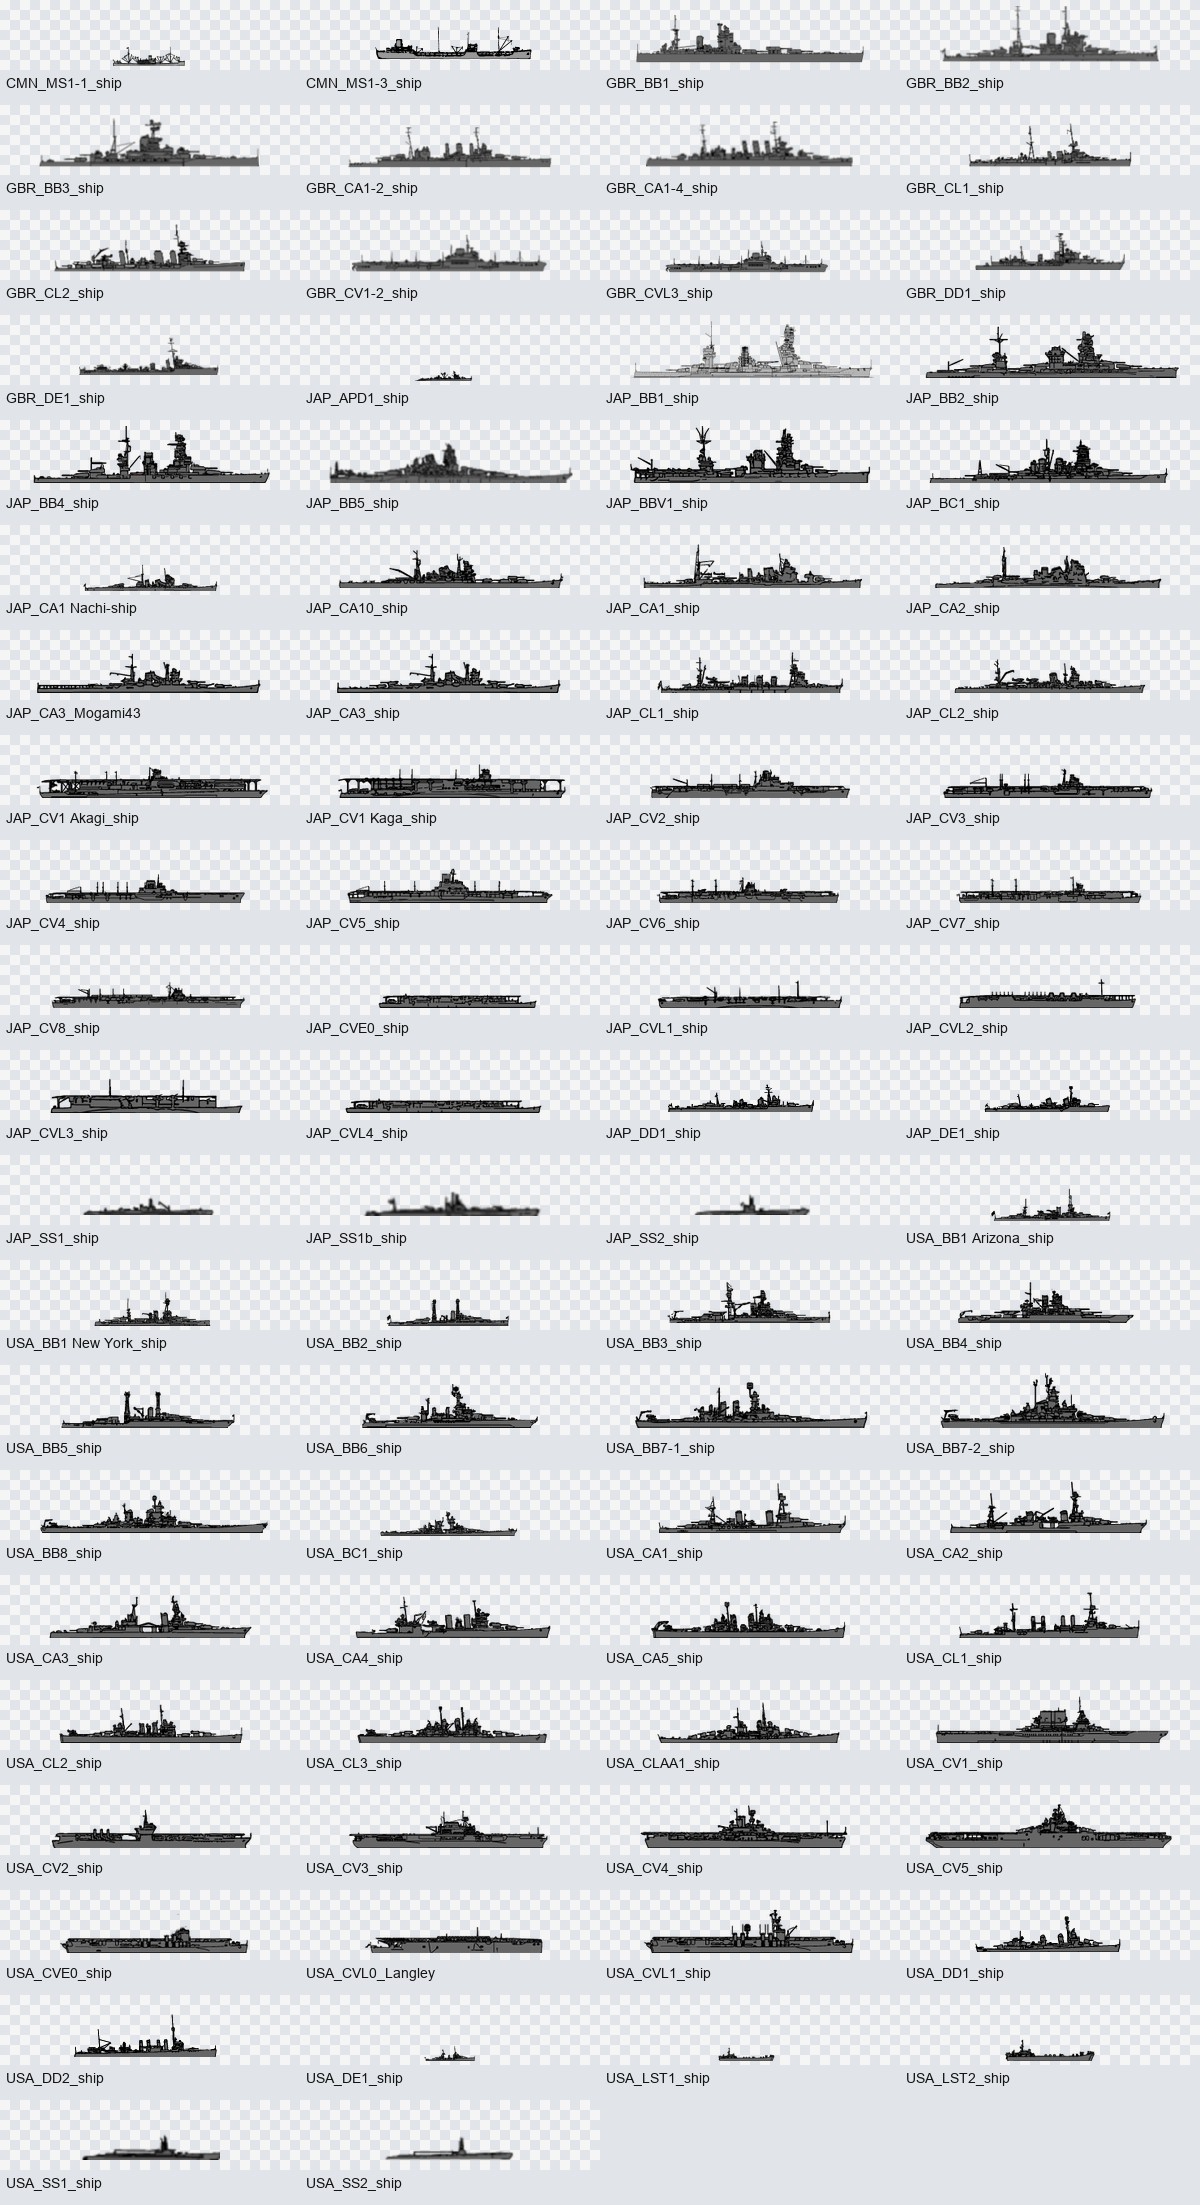 CMN_MS1-1_ship
CMN_MS1-3_ship
GBR_BB1_ship
GBR_BB2_ship
GBR_BB3_ship
GBR_CA1-2_ship
GBR_CA1-4_ship
GBR_CL1_ship
GBR_CL2_ship
GBR_CV1-2_ship
GBR_CVL3_ship
GBR_DD1_ship
GBR_DE1_ship
JAP_APD1_ship
JAP_BB1_ship
JAP_BB2_ship
JAP_BB4_ship
JAP_BB5_ship
JAP_BBV1_ship
JAP_BC1_ship
JAP_CA1 Nachi-ship
JAP_CA10_ship
JAP_CA1_ship
JAP_CA2_ship
JAP_CA3_Mogami43
JAP_CA3_ship
JAP_CL1_ship
JAP_CL2_ship
JAP_CV1 Akagi_ship
JAP_CV1 Kaga_ship
JAP_CV2_ship
JAP_CV3_ship
JAP_CV4_ship
JAP_CV5_ship
JAP_CV6_ship
JAP_CV7_ship
JAP_CV8_ship
JAP_CVE0_ship
JAP_CVL1_ship
JAP_CVL2_ship
JAP_CVL3_ship
JAP_CVL4_ship
JAP_DD1_ship
JAP_DE1_ship
JAP_SS1_ship
JAP_SS1b_ship
JAP_SS2_ship
USA_BB1 Arizona_ship
USA_BB1 New York_ship
USA_BB2_ship
USA_BB3_ship
USA_BB4_ship
USA_BB5_ship
USA_BB6_ship
USA_BB7-1_ship
USA_BB7-2_ship
USA_BB8_ship
USA_BC1_ship
USA_CA1_ship
USA_CA2_ship
USA_CA3_ship
USA_CA4_ship
USA_CA5_ship
USA_CL1_ship
USA_CL2_ship
USA_CL3_ship
USA_CLAA1_ship
USA_CV1_ship
USA_CV2_ship
USA_CV3_ship
USA_CV4_ship
USA_CV5_ship
USA_CVE0_ship
USA_CVL0_Langley
USA_CVL1_ship
USA_DD1_ship
USA_DD2_ship
USA_DE1_ship
USA_LST1_ship
USA_LST2_ship
USA_SS1_ship
USA_SS2_ship